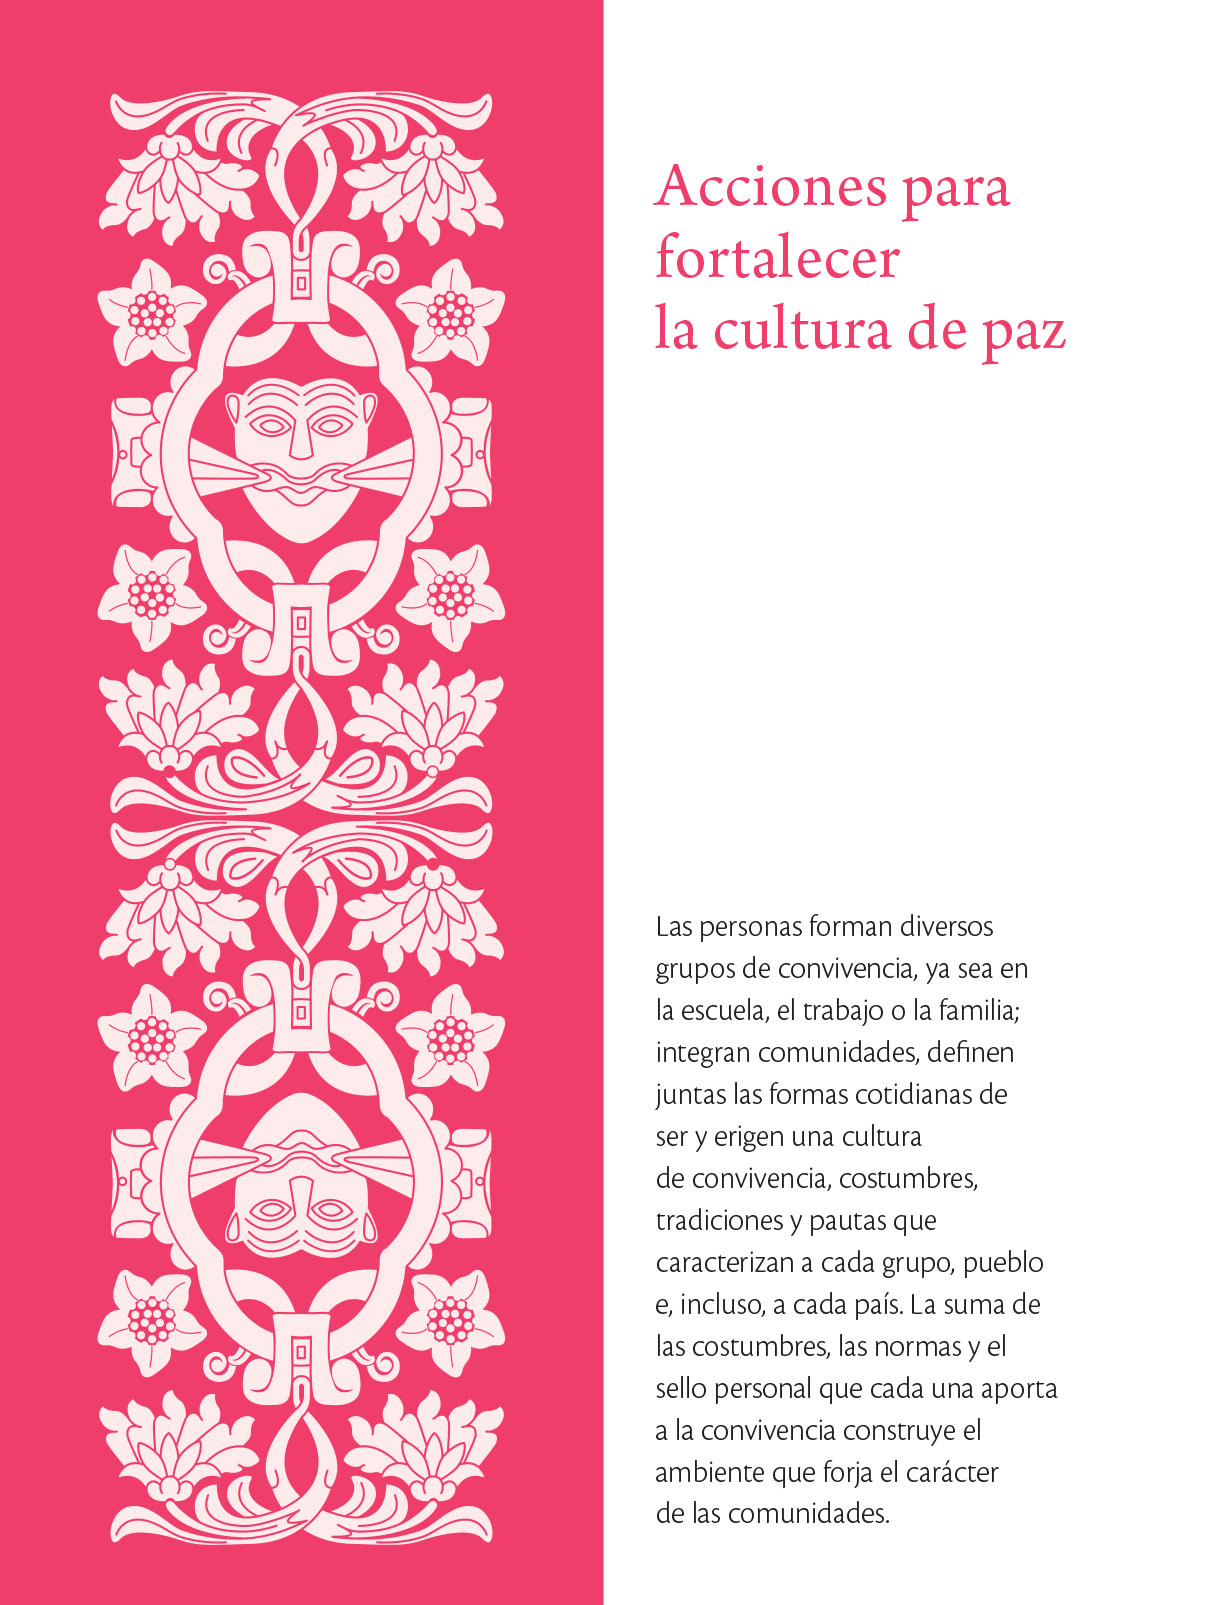 Acciones para
fortalecer
la cultura de paz
Las personas forman diversos
grupos de convivencia, ya sea en
la escuela, el trabajo o la familia;
integran comunidades, definen
juntas las formas cotidianas de
ser y erigen una cultura
de convivencia, costumbres,
tradiciones y pautas que
caracterizan a cada grupo, pueblo
e, incluso, a cada país. La suma de
las costumbres, las normas y el
sello personal que cada una aporta
a la convivencia construye el
ambiente que forja el carácter
de las comunidades.